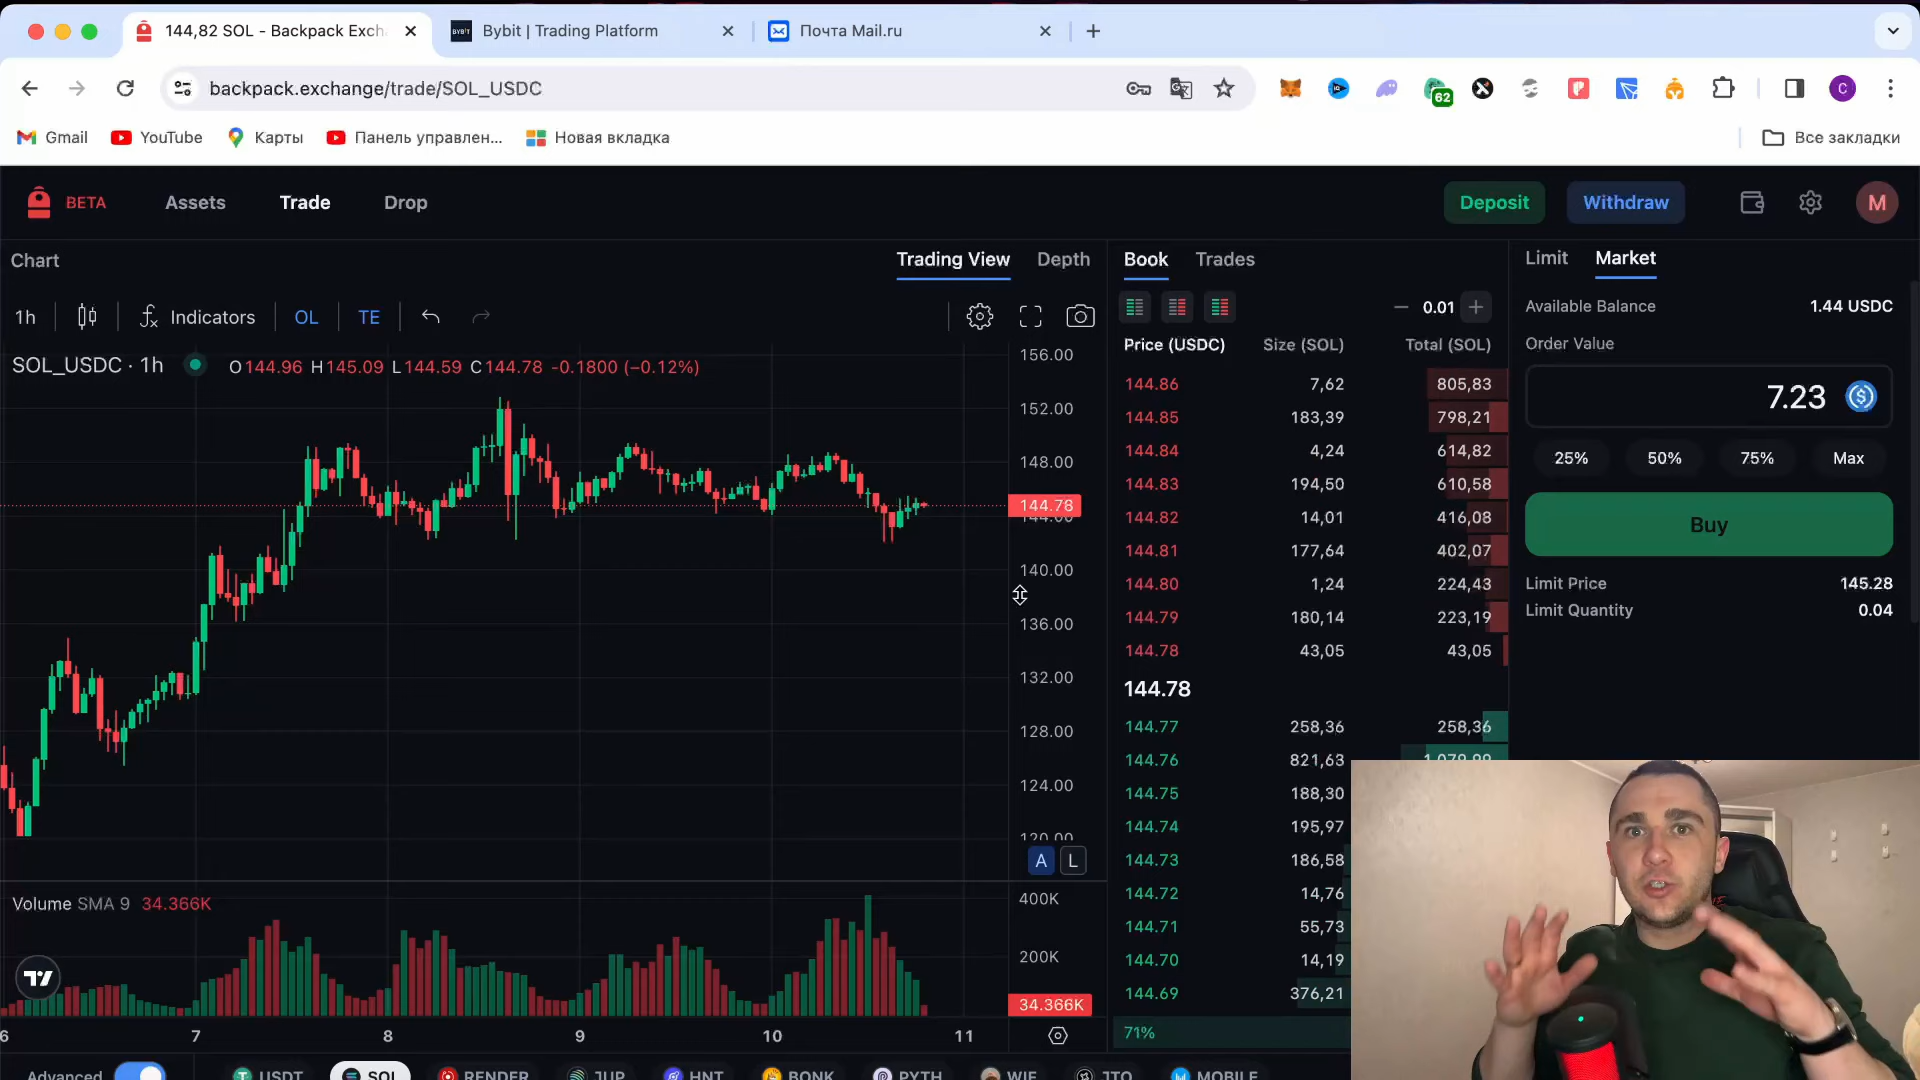 144,82 SOL - Backpack Exch
Bybit | Trading Platform
Почта Mail.ru
backpack.exchange/trade/SOL_USDC
62
C
Gmail
YouTube
Карты
Панель управлен...
Новая вкладка
Все закладки
BETA
Assets
Trade
Drop
Deposit
Withdraw
M
Chart
Trading View
Depth
Book
Trades
Limit
Market
1h
Indicators
OL
TE
0.01
Available Balance
1.44 USDC
Order Value
7.23
25%
50%
75%
Max
Buy
Limit Price
145.28
Limit Quantity
0.04
SOL_USDC · 1h
O144.96 H145.09 L144.59 C144.78 -0.1800 (−0.12%)
156.00
152.00
148.00
144.78
144.00
140.00
136.00
132.00
128.00
124.00
120.00
A
L
Price (USDC) Size (SOL) Total (SOL)
144.86 7,62 805,83
144.85 183,39 798,21
144.84 4,24 614,82
144.83 194,50 610,58
144.82 14,01 416,08
144.81 177,64 402,07
144.80 1,24 224,43
144.79 180,14 223,19
144.78 43,05 43,05
144.78
144.77 258,36 258,36
144.76 821,63
144.75 188,30
144.74 195,97
144.73 186,58
144.72 14,76
144.71 55,73
144.70 14,19
144.69 376,21
71%
Volume SMA 9 34.366K
400K
200K
34.366K
6 7 8 9 10 11
Advanced
USDT
SOL
RENDER
JUP
HNT
BONK
PYTH
WIF
JTO
MOBILE